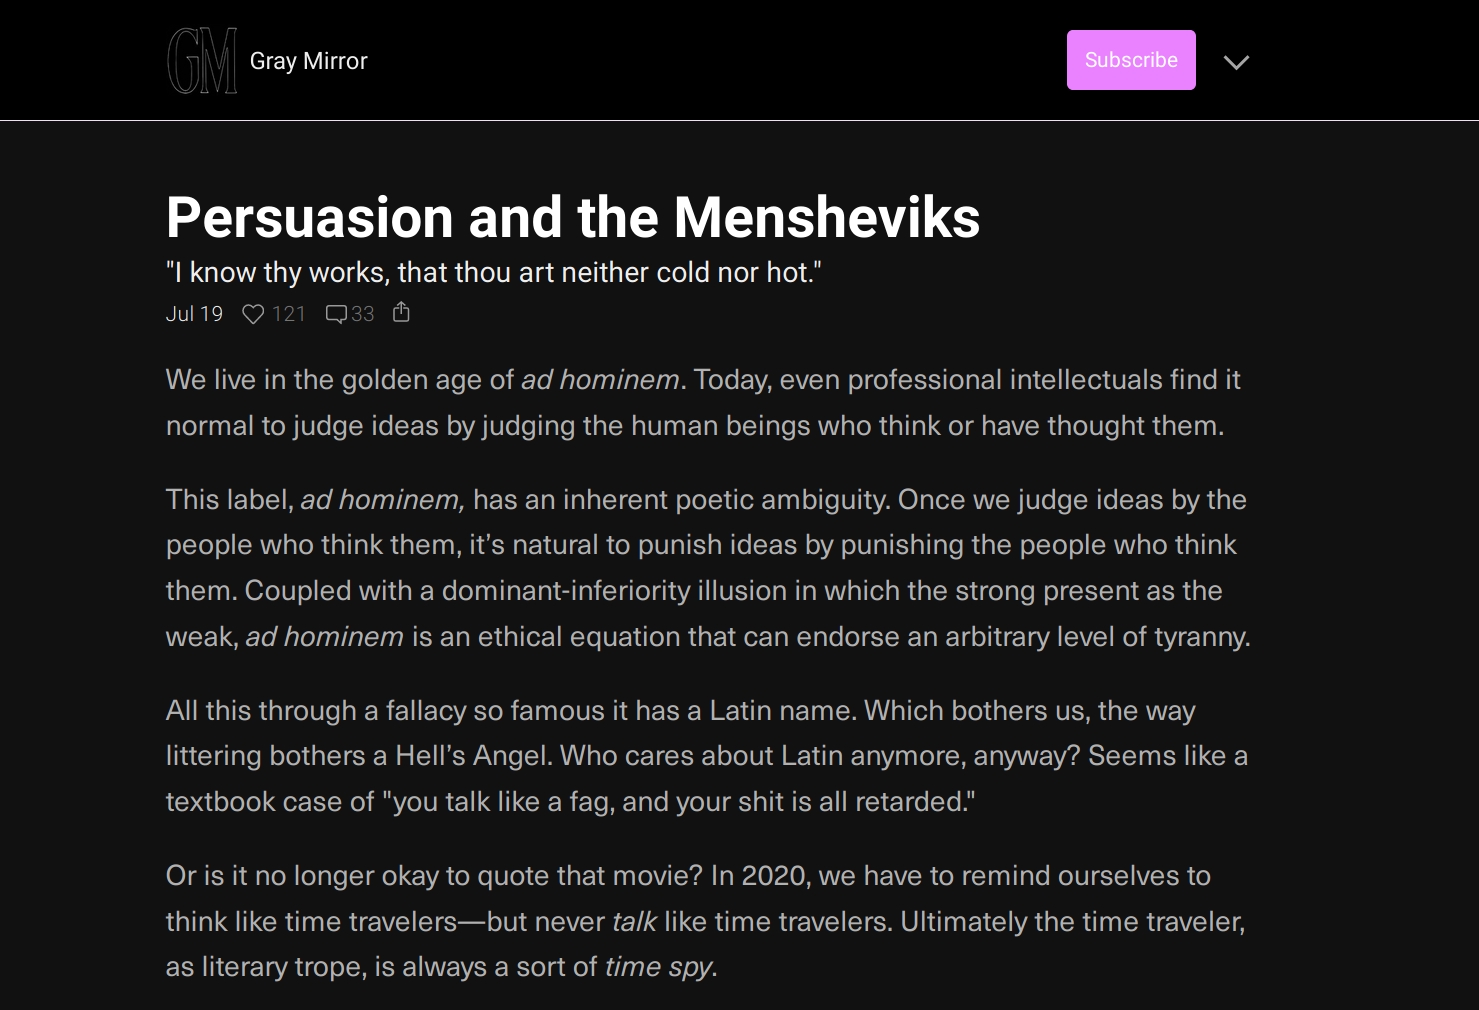 GM Gray Mirror
Subscribe
Persuasion and the Mensheviks
"I know thy works, that thou art neither cold nor hot."
Jul 19 121 33
We live in the golden age of ad hominem. Today, even professional intellectuals find it
normal to judge ideas by judging the human beings who think or have thought them.
This label, ad hominem, has an inherent poetic ambiguity. Once we judge ideas by the
people who think them, it’s natural to punish ideas by punishing the people who think
them. Coupled with a dominant-inferiority illusion in which the strong present as the
weak, ad hominem is an ethical equation that can endorse an arbitrary level of tyranny.
All this through a fallacy so famous it has a Latin name. Which bothers us, the way
littering bothers a Hell’s Angel. Who cares about Latin anymore, anyway? Seems like a
textbook case of "you talk like a fag, and your shit is all retarded."
Or is it no longer okay to quote that movie? In 2020, we have to remind ourselves to
think like time travelers—but never talk like time travelers. Ultimately the time traveler,
as literary trope, is always a sort of time spy.